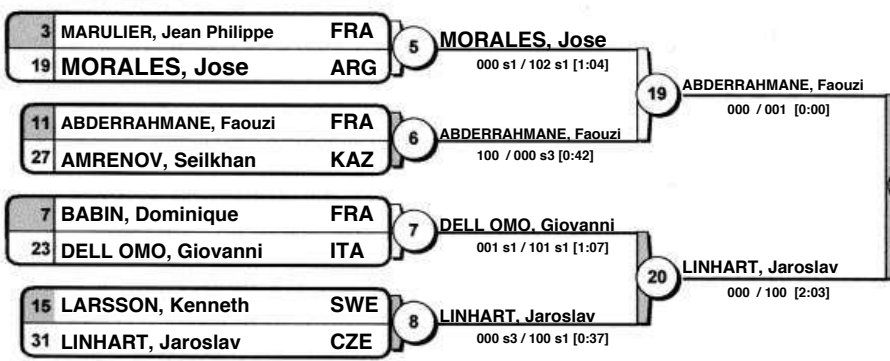 3 MARULIER, Jean Philippe FRA
19 MORALES, Jose ARG
5
MORALES, Jose
000 s1 / 102 s1 [1:04]
11 ABDERRAHMANE, Faouzi FRA
27 AMRENOV, Seilkhan KAZ
6
ABDERRAHMANE, Faouzi
100 / 000 s3 [0:42]
19
ABDERRAHMANE, Faouzi
000 / 001 [0:00]
7 BABIN, Dominique FRA
23 DELL OMO, Giovanni ITA
7
DELL OMO, Giovanni
001 s1 / 101 s1 [1:07]
15 LARSSON, Kenneth SWE
31 LINHART, Jaroslav CZE
8
LINHART, Jaroslav
000 s3 / 100 s1 [0:37]
20
LINHART, Jaroslav
000 / 100 [2:03]